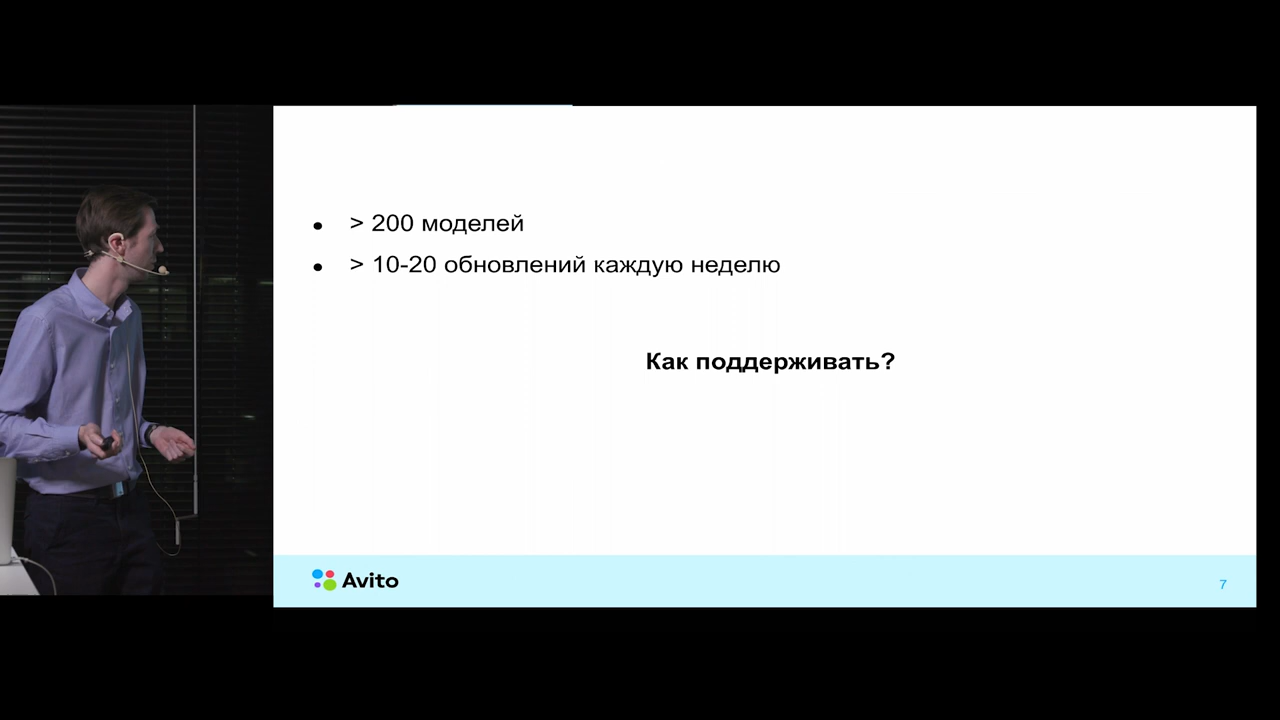 > 200 моделей
> 10-20 обновлений каждую неделю
Как поддерживать?
Avito
7